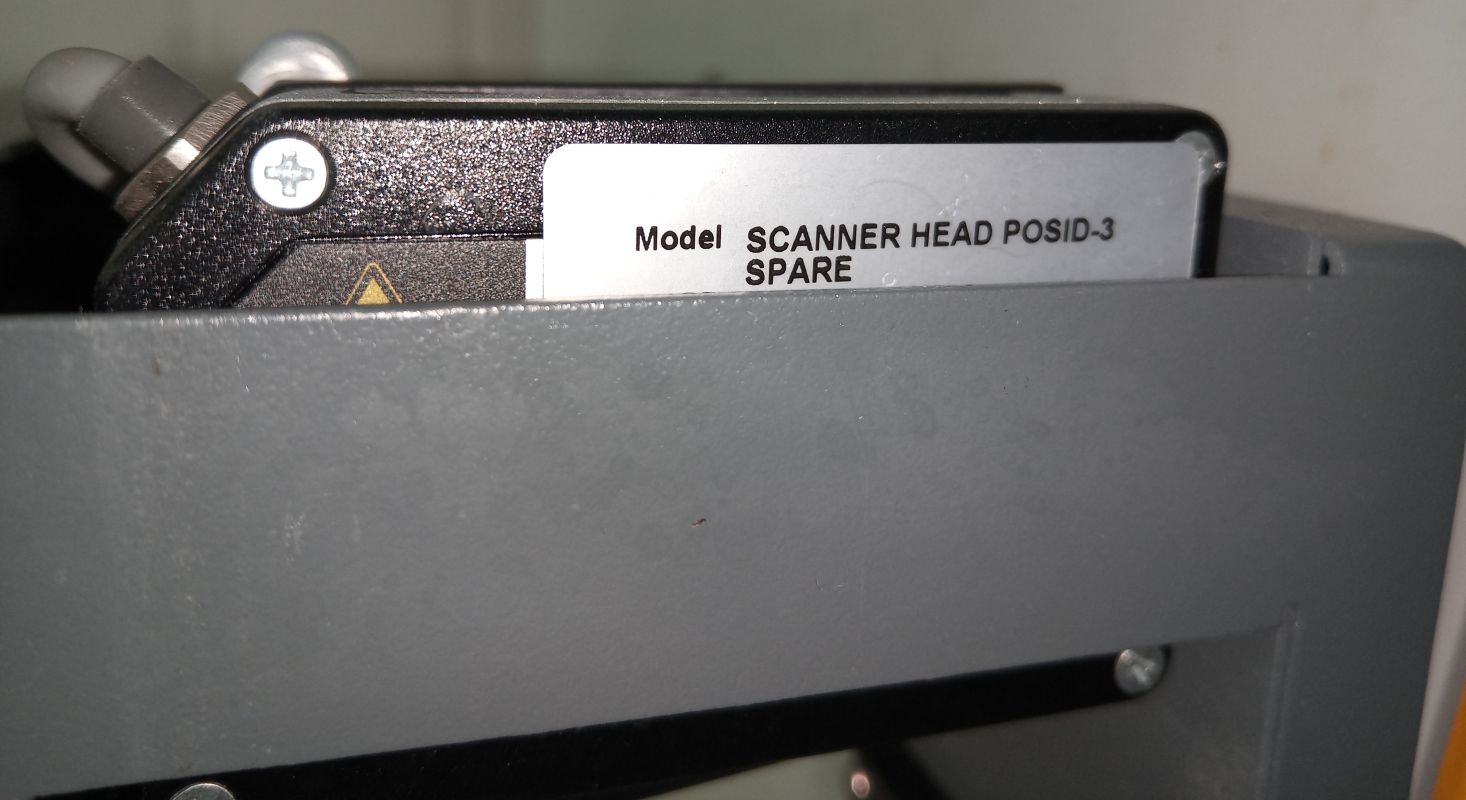 Model SCANNER HEAD POSID-3
SPARE